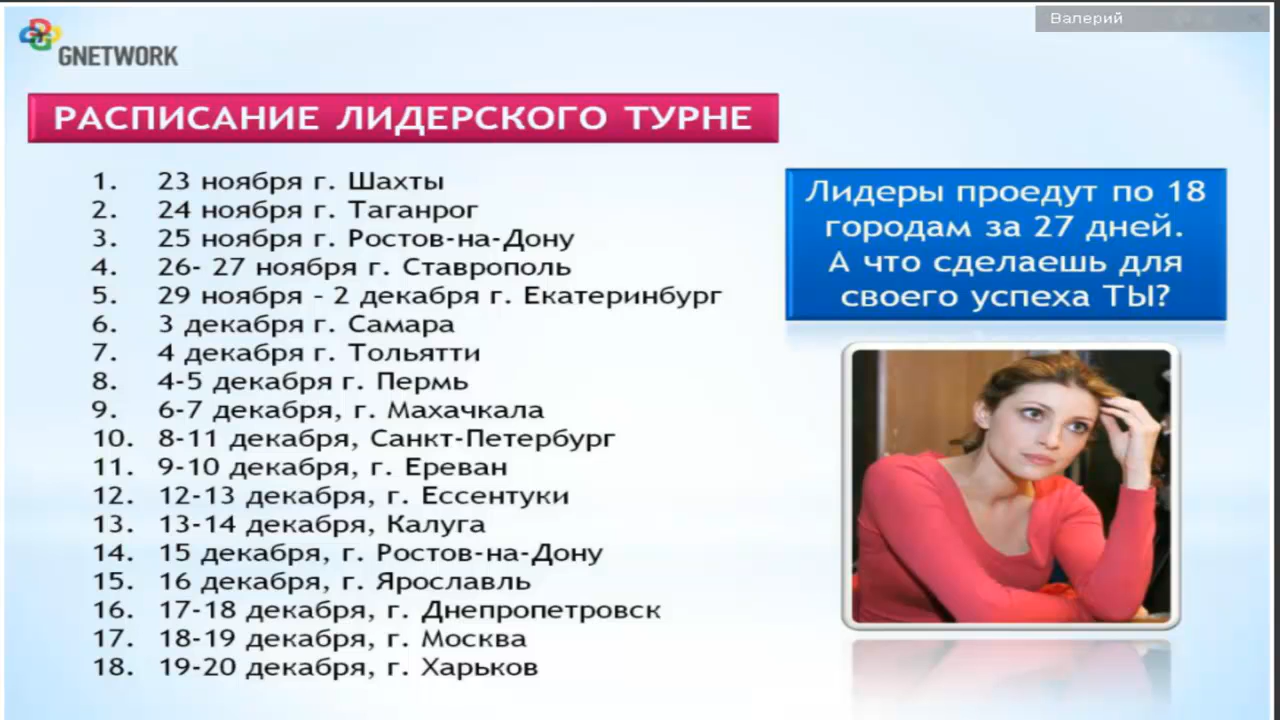 Валерий
GNETWORK
РАСПИСАНИЕ ЛИДЕРСКОГО ТУРНЕ
1. 23 ноября г. Шахты
2. 24 ноября г. Таганрог
3. 25 ноября г. Ростов-на-Дону
4. 26- 27 ноября г. Ставрополь
5. 29 ноября - 2 декабря г. Екатеринбург
6. 3 декабря г. Самара
7. 4 декабря г. Тольятти
8. 4-5 декабря г. Пермь
9. 6-7 декабря, г. Махачкала
10. 8-11 декабря, Санкт-Петербург
11. 9-10 декабря, г. Ереван
12. 12-13 декабря, г. Ессентуки
13. 13-14 декабря, Калуга
14. 15 декабря, г. Ростов-на-Дону
15. 16 декабря, г. Ярославль
16. 17-18 декабря, г. Днепропетровск
17. 18-19 декабря, г. Москва
18. 19-20 декабря, г. Харьков
Лидеры проедут по 18
городам за 27 дней.
А что сделаешь для
своего успеха ТЫ?